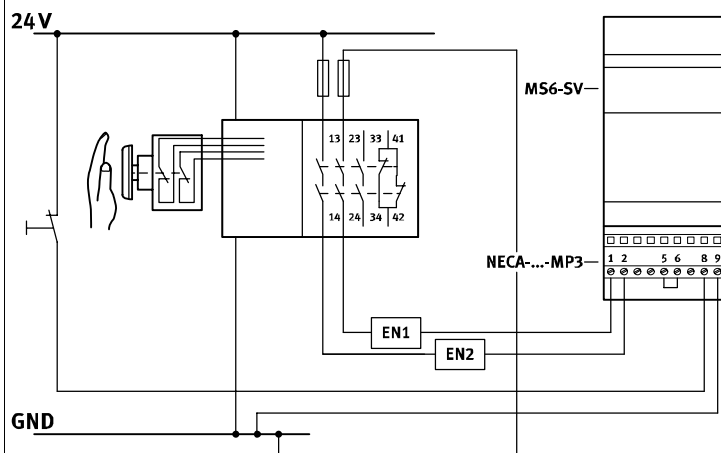 24V
MS6-SV
13 23 33 41
14 24 34 42
NECA-...-MP3
1 2 5 6 8 9
EN1
EN2
GND